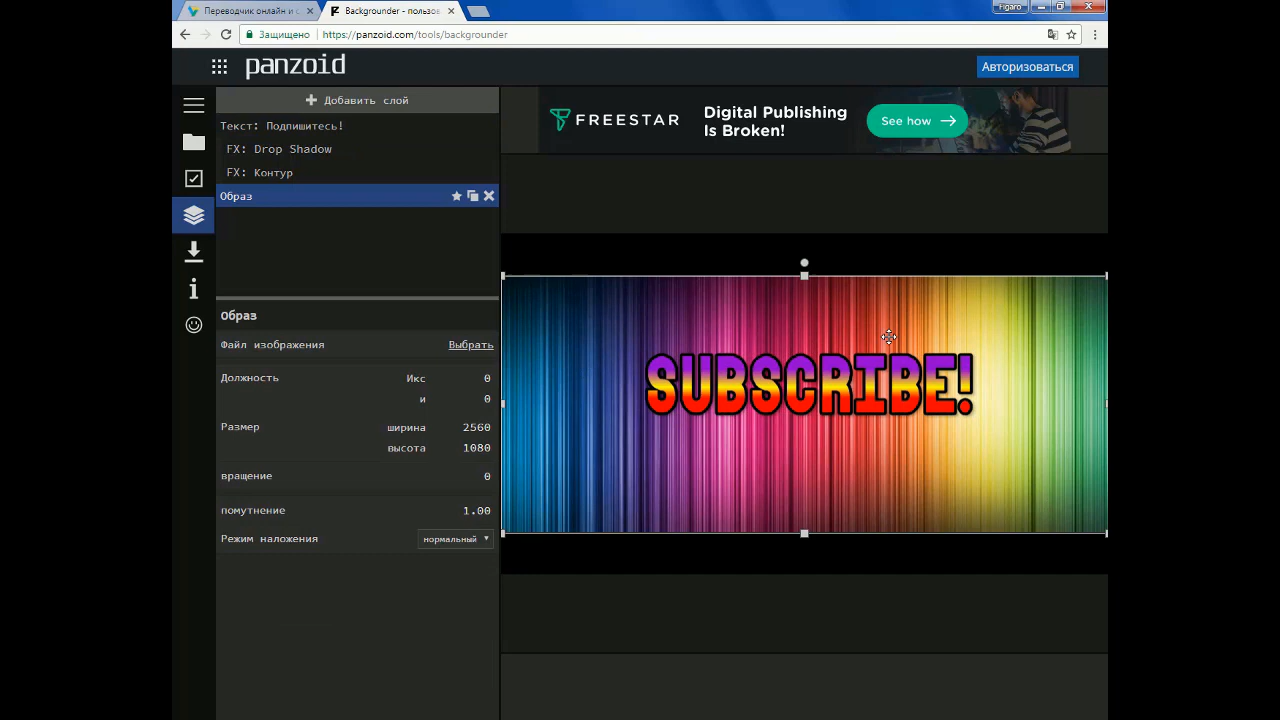 Переводчик онлайн и с
Backgrounder - пользов
Figaro
Защищено
https://panzoid.com/tools/backgrounder
panzoid
Авторизоваться
Добавить слой
Текст: Подпишитесь!
FX: Drop Shadow
FX: Контур
Образ
FREESTAR
Digital Publishing
Is Broken!
See how
SUBSCRIBE!
Образ
Файл изображения Выбрать
Должность Икс 0
и 0
Размер ширина 2560
высота 1080
вращение 0
помутнение 1.00
Режим наложения нормальный